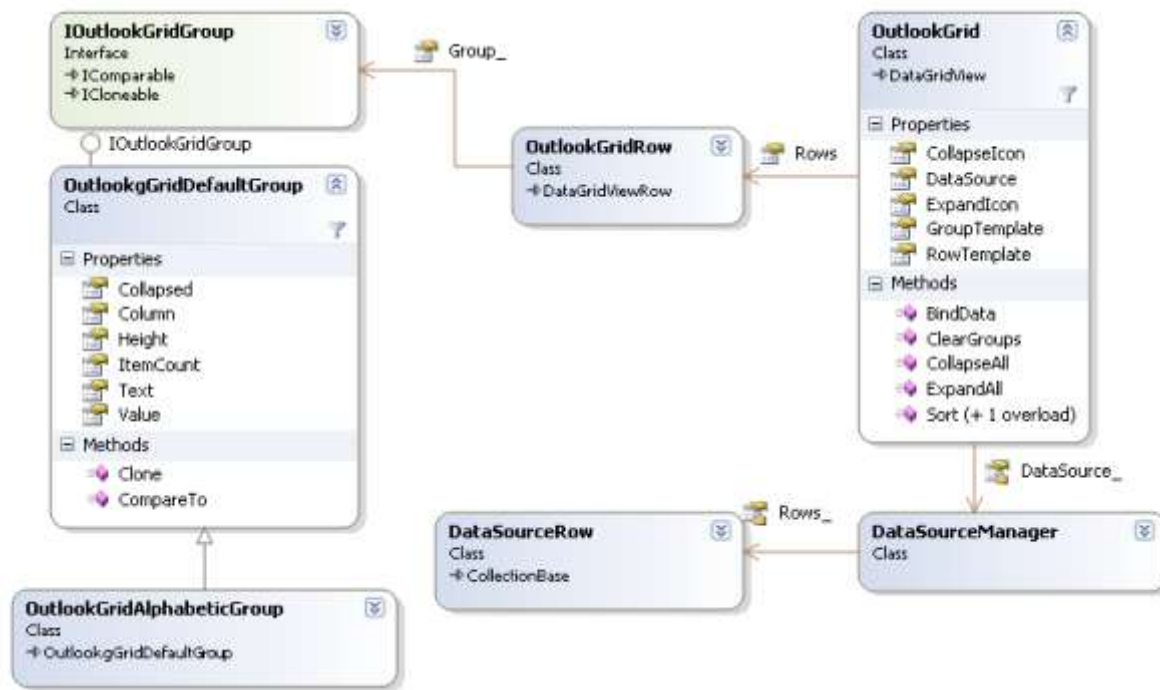 IOutlookGridGroup
Interface
IComparable
ICloneable
IOutlookGridGroup
OutlookgGridDefaultGroup
Class
Properties
Collapsed
Column
Height
ItemCount
Text
Value
Methods
Clone
CompareTo
OutlookGridAlphabeticGroup
Class
OutlookgGridDefaultGroup
Group_
OutlookGridRow
Class
DataGridViewRow
Rows
OutlookGrid
Class
DataGridView
Properties
CollapseIcon
DataSource
ExpandIcon
GroupTemplate
RowTemplate
Methods
BindData
ClearGroups
CollapseAll
ExpandAll
Sort (+ 1 overload)
DataSource_
DataSourceManager
Class
Rows_
DataSourceRow
Class
CollectionBase